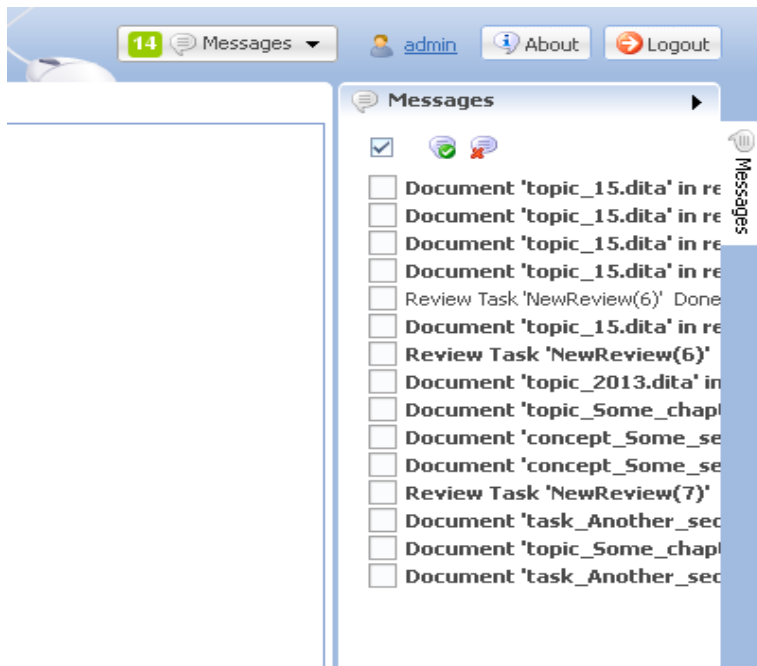 14 Messages admin About Logout
Messages
Messages
Document 'topic_15.dita' in re
Document 'topic_15.dita' in re
Document 'topic_15.dita' in re
Document 'topic_15.dita' in re
Review Task 'NewReview(6)' Done
Document 'topic_15.dita' in re
Review Task 'NewReview(6)'
Document 'topic_2013.dita' in
Document 'topic_Some_chapt
Document 'concept_Some_se
Document 'concept_Some_se
Review Task 'NewReview(7)'
Document 'task_Another_sec
Document 'topic_Some_chapt
Document 'task_Another_sec